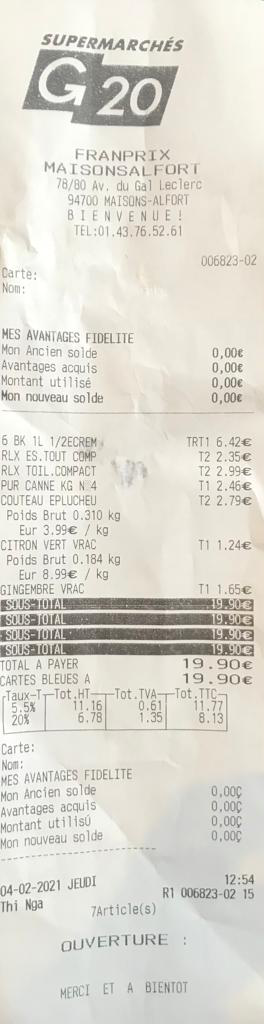 SUPERMARCHÉS
G20
FRANPRIX
MAISONSALFORT
78/80 Av. du Gal Leclerc
94700 MAISONS-ALFORT
BIENVENUE!
TEL:01.43.76.52.61
006823-02
Carte:
Nom:
MES AVANTAGES FIDELITE
Mon Ancien solde 0,00€
Avantages acquis 0,00€
Montant utilisé 0,00€
Mon nouveau solde 0,00€
6 BK 1L 1/2ECREM TRT1 6.42€
RLX ES.TOUT COMP T2 2.35€
RLX TOIL.COMPACT T2 2.99€
PUR CANNE KG N 4 T1 2.46€
COUTEAU EPLUCHEU T2 2.79€
Poids Brut 0.310 kg
Eur 3.99€ / kg
CITRON VERT VRAC T1 1.24€
Poids Brut 0.184 kg
Eur 8.99€ / kg
GINGEMBRE VRAC T1 1.65€
SOUS-TOTAL 19.90€
SOUS-TOTAL 19.90€
SOUS-TOTAL 19.90€
SOUS-TOTAL 19.90€
TOTAL A PAYER 19.90€
CARTES BLEUES A 19.90€
Taux-T Tot.HT Tot.TVA Tot.TTC
5.5% 11.16 0.61 11.77
20% 6.78 1.35 8.13
Carte:
Nom:
MES AVANTAGES FIDELITE
Mon Ancien solde 0,00Ç
Avantages acquis 0,00Ç
Montant utilisú 0,00Ç
Mon nouveau solde 0,00Ç
04-02-2021 JEUDI 12:54
Thi Nga R1 006823-02 15
7Article(s)
OUVERTURE :
MERCI ET A BIENTOT